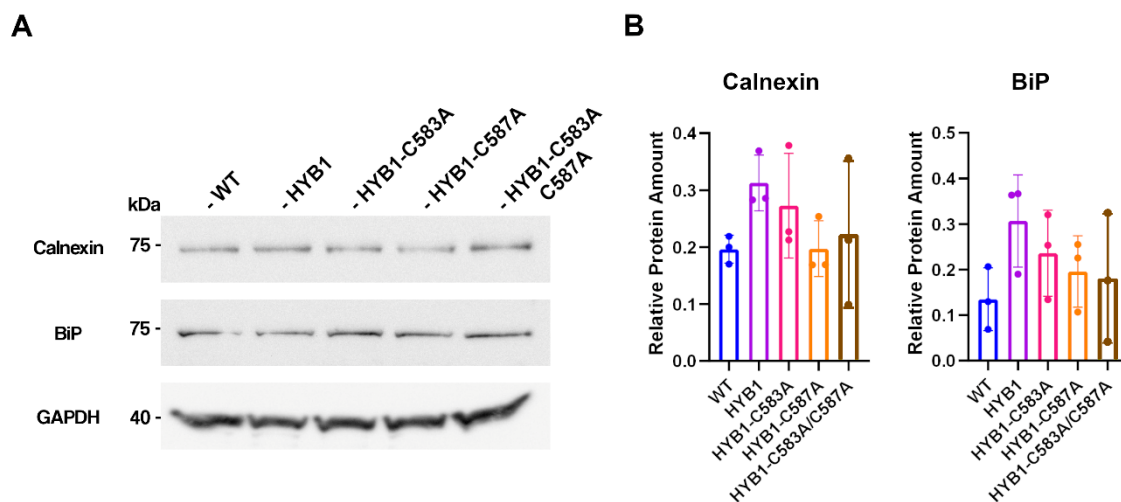 A
- WT
- HYB1
- HYB1-C583A
- HYB1-C587A
- HYB1-C583A
C587A
kDa
Calnexin
75 -
BiP
75 -
GAPDH
40 -
B
Calnexin
Relative Protein Amount
0.4
0.3
0.2
0.1
0.0
WT
HYB1
HYB1-C583A
HYB1-C587A
HYB1-C583A/C587A
BiP
Relative Protein Amount
0.5
0.4
0.3
0.2
0.1
0.0
WT
HYB1
HYB1-C583A
HYB1-C587A
HYB1-C583A/C587A